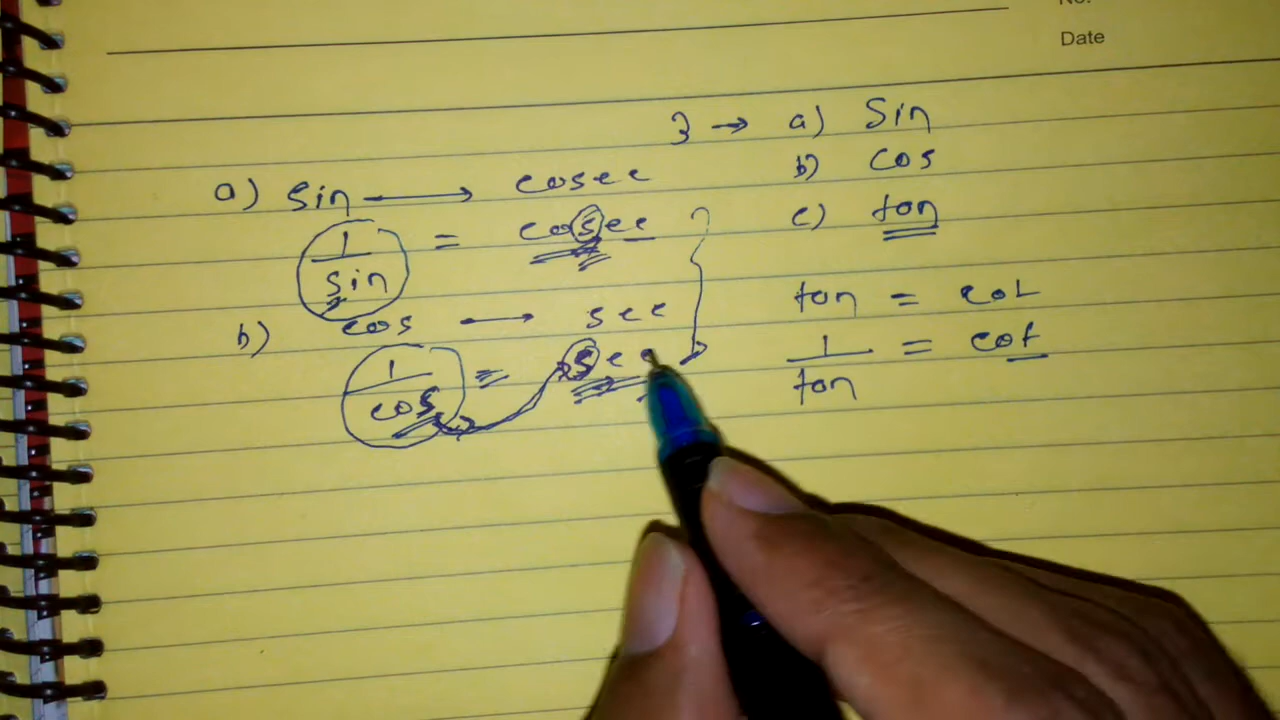 No.
Date
3 → a) Sin
b) cos
c) tan
a) sin → cosec
1/sin = cosec
b) cos → sec
1/cos = sec
tan = cot
1/tan = cot